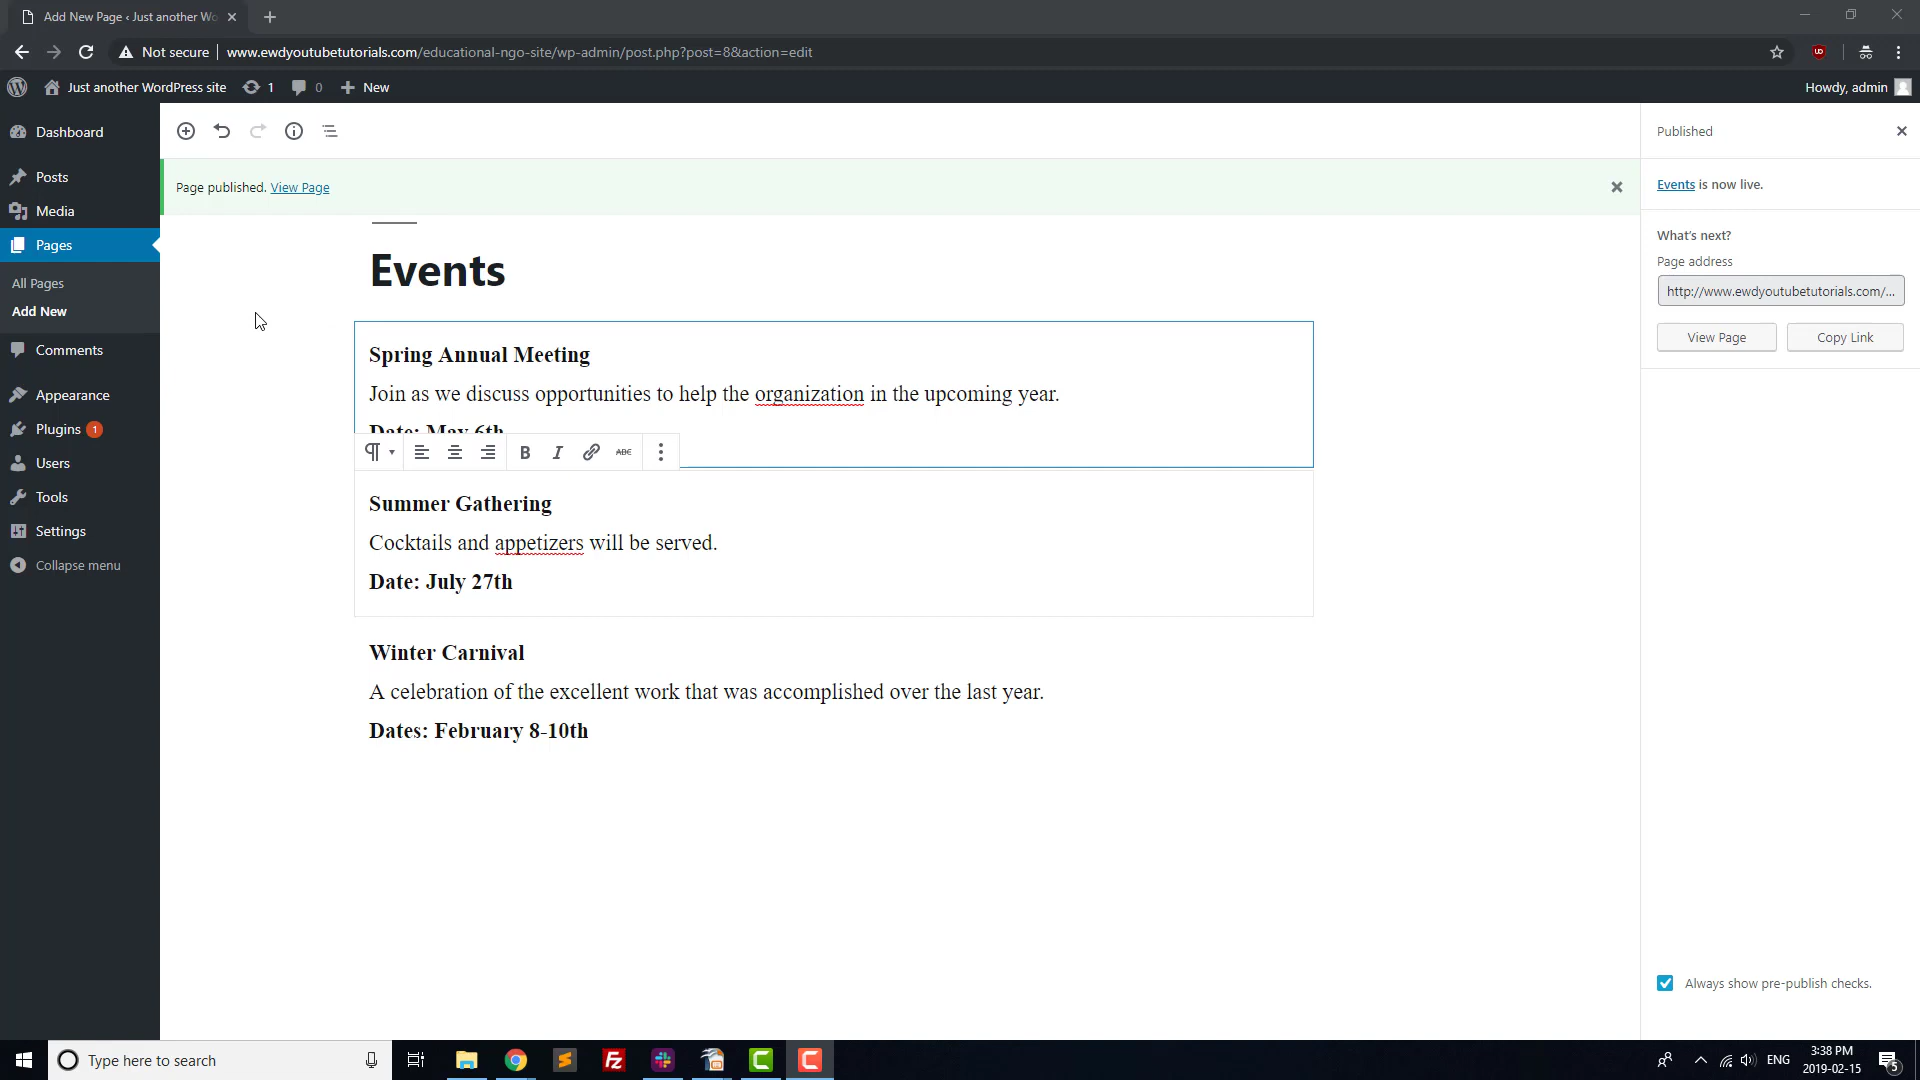 Add New Page ‹ Just another Wo
Not secure
www.ewdyoutubetutorials.com/educational-ngo-site/wp-admin/post.php?post=8&action=edit
Just another WordPress site
1
0
New
Howdy, admin
Dashboard
Posts
Media
Pages
All Pages
Add New
Comments
Appearance
Plugins 1
Users
Tools
Settings
Collapse menu
Page published. View Page
Events
Spring Annual Meeting
Join as we discuss opportunities to help the organization in the upcoming year.
Date: May 6th
B I ABC
Summer Gathering
Cocktails and appetizers will be served.
Date: July 27th
Winter Carnival
A celebration of the excellent work that was accomplished over the last year.
Dates: February 8-10th
Published
Events is now live.
What's next?
Page address
http://www.ewdyoutubetutorials.com/...
View Page
Copy Link
Always show pre-publish checks.
Type here to search
ENG
3:38 PM
2019-02-15
5